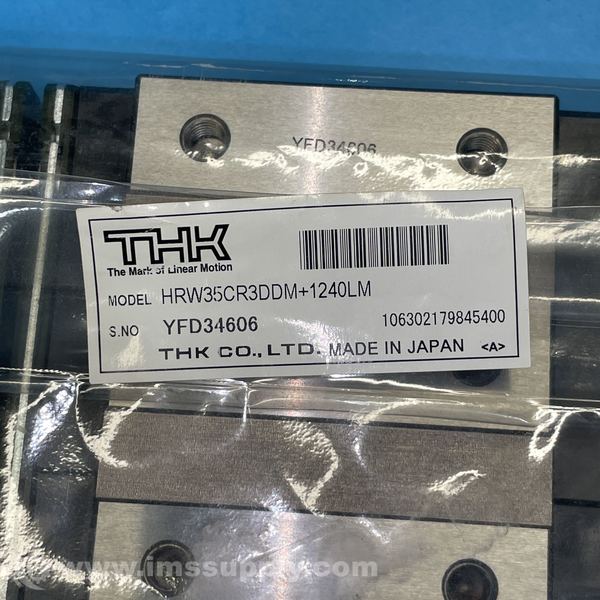 YFD34606
THK
The Mark of Linear Motion
MODEL HRW35CR3DDM+1240LM
S.NO YFD34606 106302179845400
THK CO.,LTD. MADE IN JAPAN <A>
www.imssupply.com